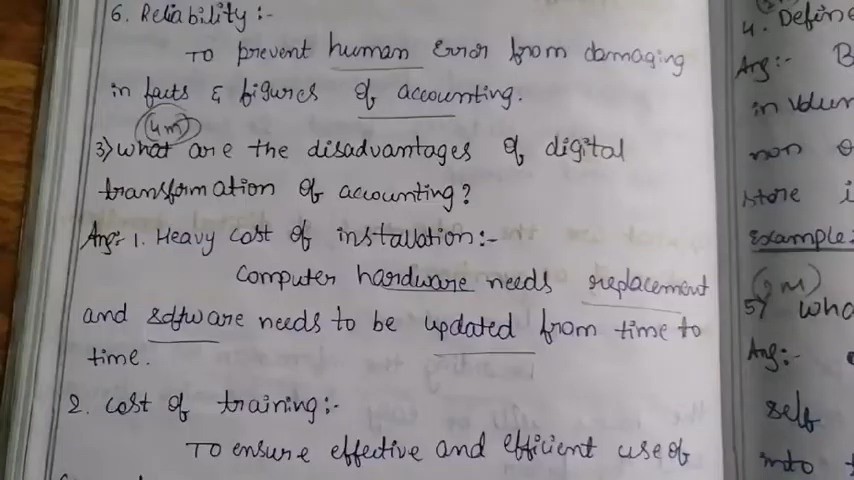 6. Reliability :-
To prevent human Error from damaging
in facts & figures of accounting.
(4m)
3) what are the disadvantages of digital
transformation of accounting?
Ans:- 1. Heavy cost of installation:-
Computer hardware needs replacement
and software needs to be updated from time to
time.
2. Cost of training:-
To ensure effective and efficient use of
4. Define
Ans:- B
in volun
non
store i
Example:
5)
Ans:-
self
into t